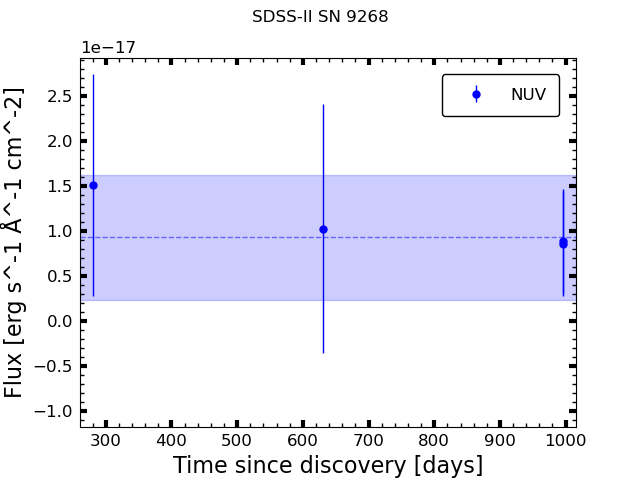 SDSS-II SN 9268
1e−17
NUV
2.5
2.0
1.5
1.0
0.5
0.0
−0.5
−1.0
Flux [erg s^-1 Å^-1 cm^-2]
300 400 500 600 700 800 900 1000
Time since discovery [days]